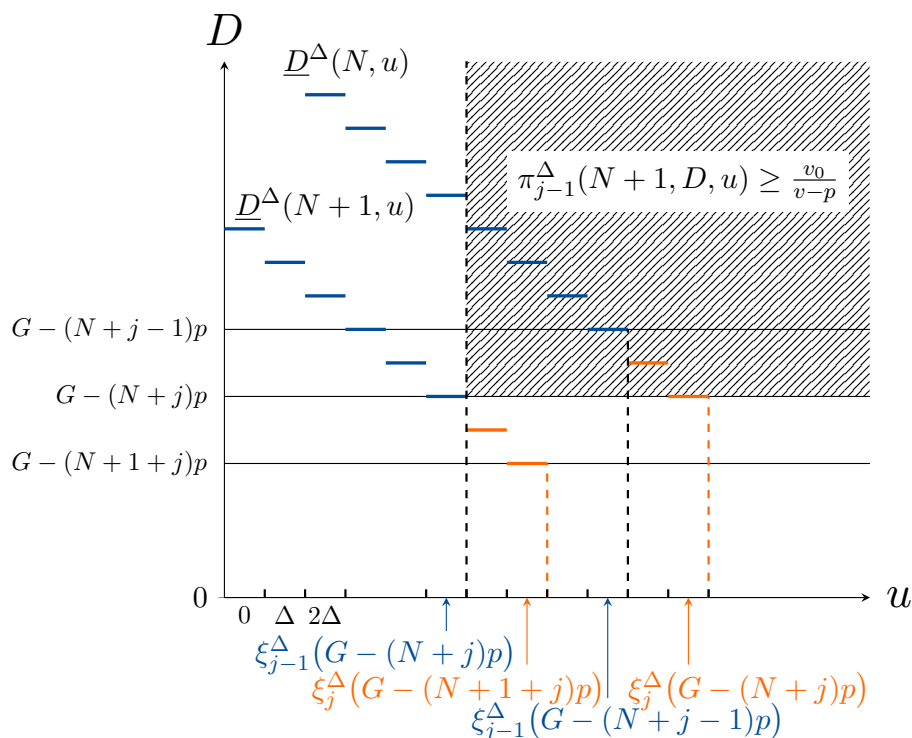 D
D^Δ(N, u)
π^Δ_{j−1}(N + 1, D, u) ≥ v_0/(v−p)
D^Δ(N + 1, u)
G−(N + j − 1)p
G−(N + j)p
G−(N + 1 + j)p
0
u
0 Δ 2Δ
ξ^Δ_{j−1}(G−(N + j)p)
ξ^Δ_j(G−(N + 1 + j)p) ξ^Δ_j(G−(N + j)p)
ξ^Δ_{j−1}(G−(N + j − 1)p)